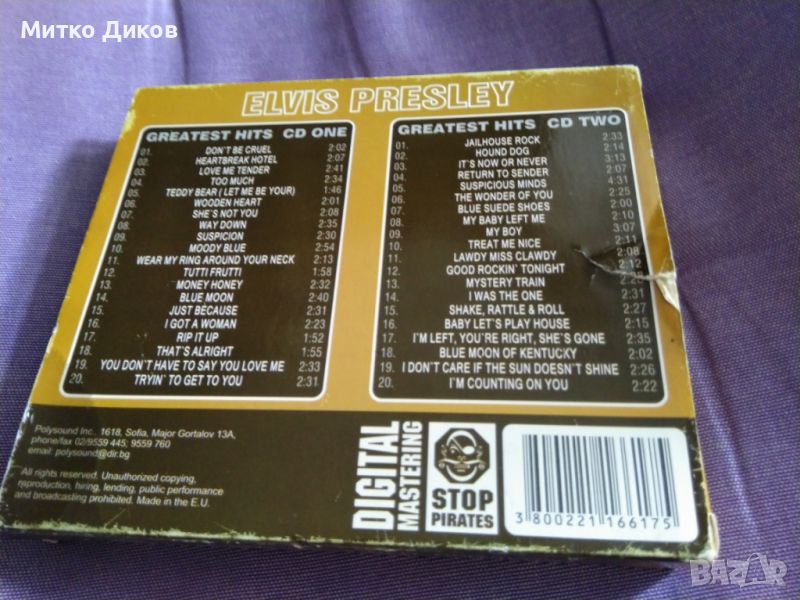 Митко Диков
ELVIS PRESLEY
GREATEST HITS CD ONE
01. DON'T BE CRUEL 2:02
02. HEARTBREAK HOTEL 2:07
03. LOVE ME TENDER 2:41
04. TOO MUCH 2:34
05. TEDDY BEAR ( LET ME BE YOUR) 1:46
06. WOODEN HEART 2:01
07. SHE'S NOT YOU 2:08
08. WAY DOWN 2:35
09. SUSPICION 2:30
10. MOODY BLUE 2:54
11. WEAR MY RING AROUND YOUR NECK 2:13
12. TUTTI FRUTTI 1:58
13. MONEY HONEY 2:32
14. BLUE MOON 2:40
15. JUST BECAUSE 2:31
16. I GOT A WOMAN 2:23
17. RIP IT UP 1:52
18. THAT'S ALRIGHT 1:55
19. YOU DON'T HAVE TO SAY YOU LOVE ME 2:33
20. TRYIN' TO GET TO YOU 2:31
GREATEST HITS CD TWO
01. JAILHOUSE ROCK 2:33
02. HOUND DOG 2:14
03. IT'S NOW OR NEVER 3:13
04. RETURN TO SENDER 2:07
05. SUSPICIOUS MINDS 4:31
06. THE WONDER OF YOU 2:25
07. BLUE SUEDE SHOES 2:00
08. MY BABY LEFT ME 2:10
09. MY BOY 3:07
10. TREAT ME NICE 2:11
11. LAWDY MISS CLAWDY 2:08
12. GOOD ROCKIN' TONIGHT 2:12
13. MYSTERY TRAIN
14. I WAS THE ONE 2:31
15. SHAKE, RATTLE & ROLL 2:27
16. BABY LET'S PLAY HOUSE 2:15
17. I'M LEFT, YOU'RE RIGHT, SHE'S GONE 2:35
18. BLUE MOON OF KENTUCKY 2:02
19. I DON'T CARE IF THE SUN DOESN'T SHINE 2:26
20. I'M COUNTING ON YOU 2:22
Polysound Inc.. 1618, Sofia, Major Gortalov 13A,
phone/fax 02/9559 445; 9559 760
email: polysound@dir.bg
All rights reserved. Unauthorized copying,
reproduction, hiring, lending, public performance
and broadcasting prohibited. Made in the E.U.
DIGITAL
MASTERING
STOP
PIRATES
3 800221 166175
BAZAR